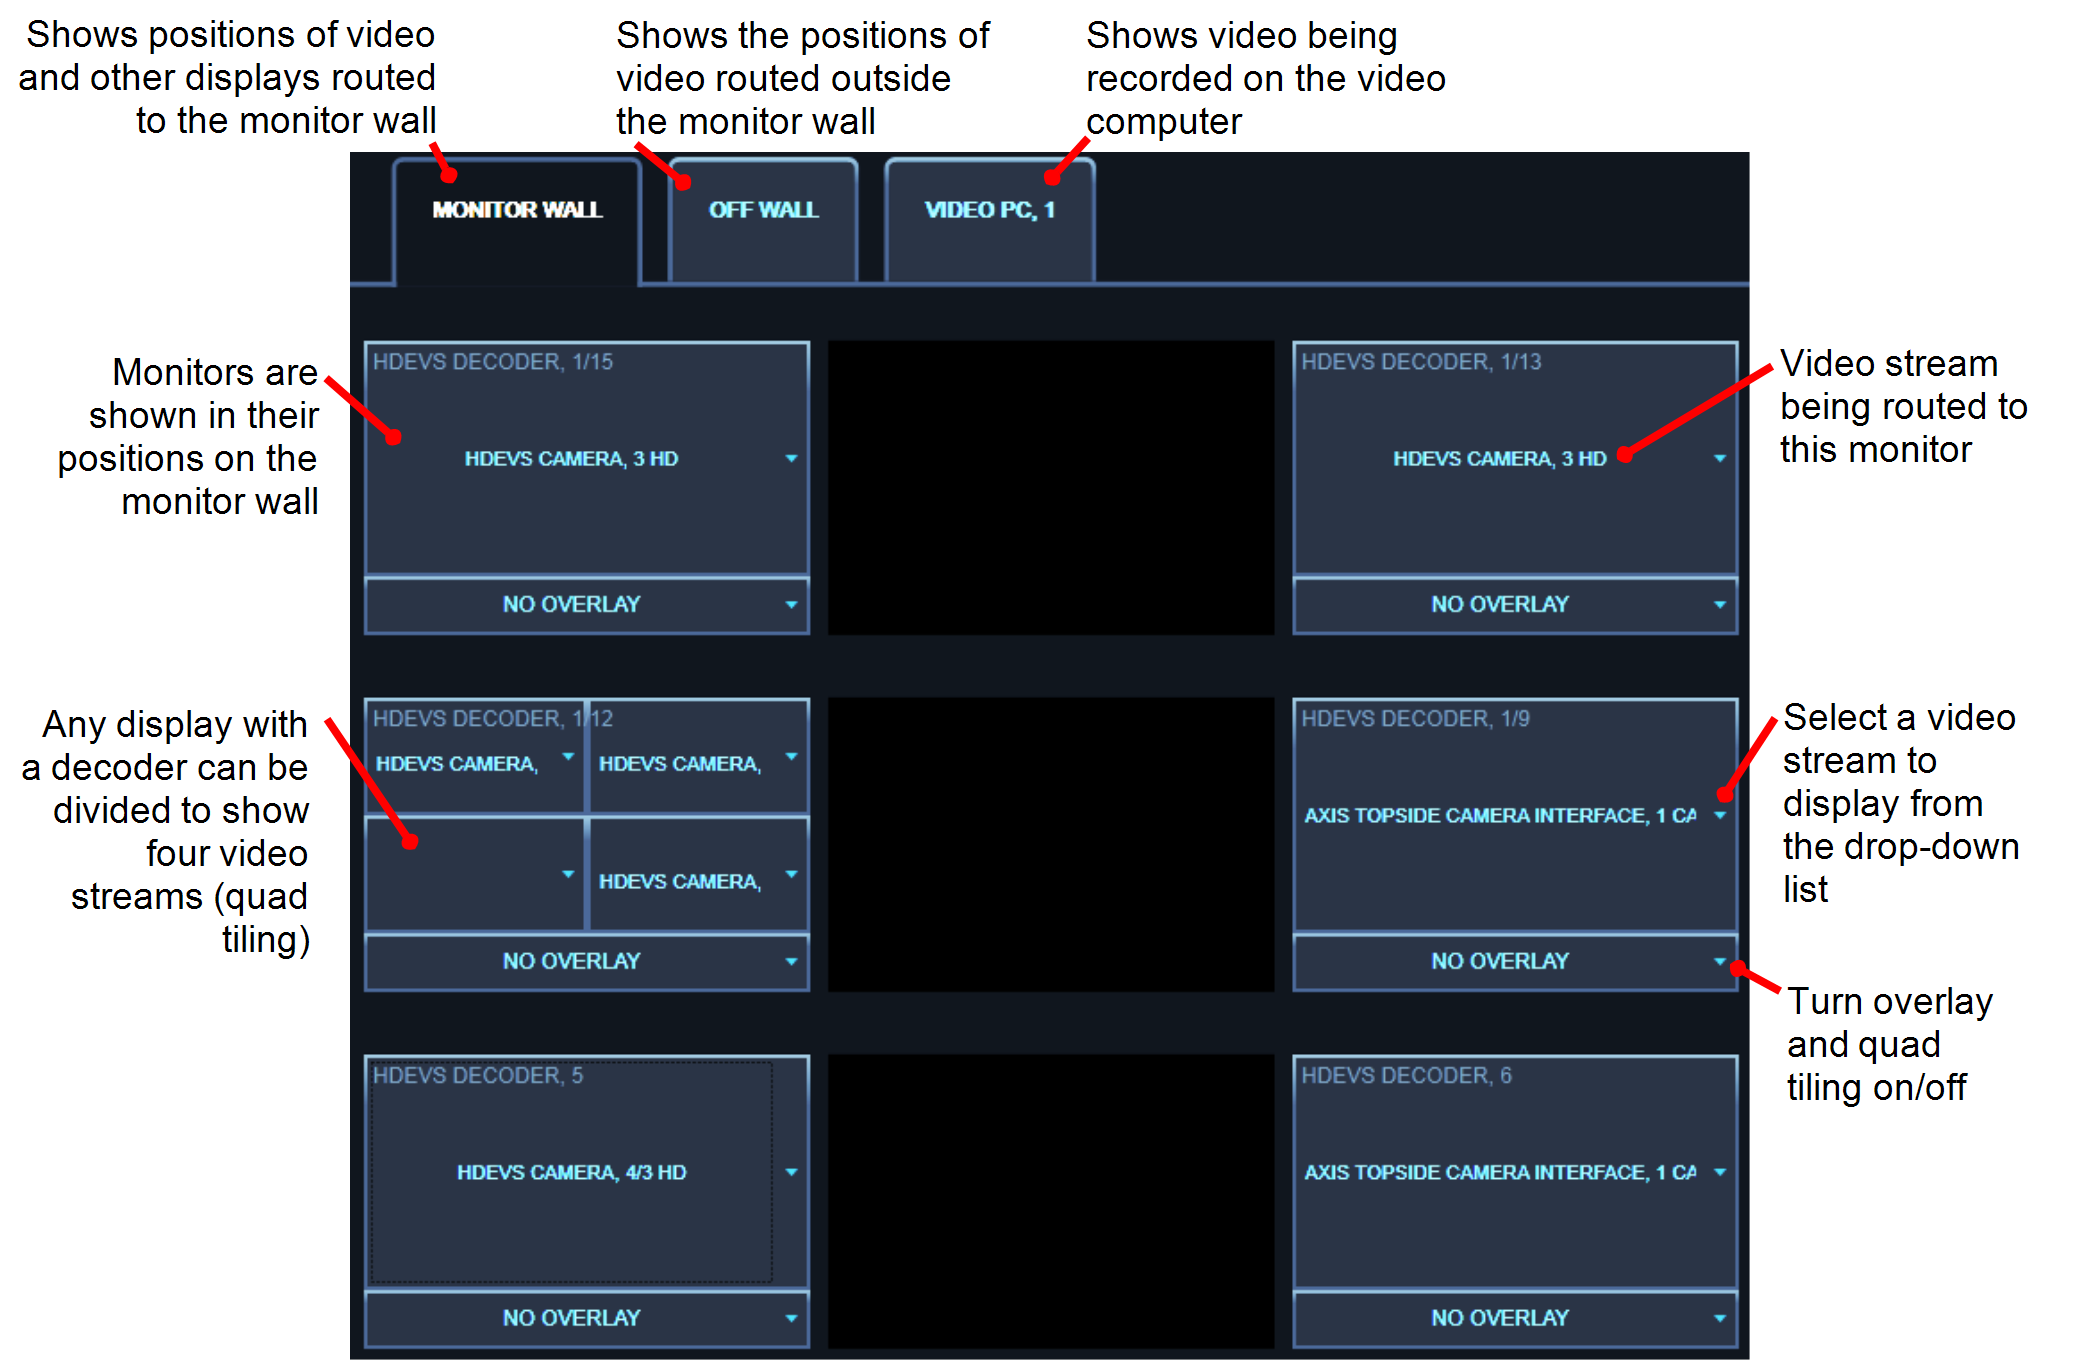 Shows positions of video
and other displays routed
to the monitor wall
Shows the positions of
video routed outside
the monitor wall
Shows video being
recorded on the video
computer
MONITOR WALL
OFF WALL
VIDEO PC, 1
Monitors are
shown in their
positions on the
monitor wall
HDEVS DECODER, 1/15
HDEVS CAMERA, 3 HD
NO OVERLAY
HDEVS DECODER, 1/13
HDEVS CAMERA, 3 HD
NO OVERLAY
Video stream
being routed to
this monitor
Any display with
a decoder can be
divided to show
four video
streams (quad
tiling)
HDEVS DECODER, 1/12
HDEVS CAMERA,
HDEVS CAMERA,
HDEVS CAMERA,
NO OVERLAY
HDEVS DECODER, 1/9
AXIS TOPSIDE CAMERA INTERFACE, 1 CA
NO OVERLAY
Select a video
stream to
display from
the drop-down
list
Turn overlay
and quad
tiling on/off
HDEVS DECODER, 5
HDEVS CAMERA, 4/3 HD
NO OVERLAY
HDEVS DECODER, 6
AXIS TOPSIDE CAMERA INTERFACE, 1 CA
NO OVERLAY